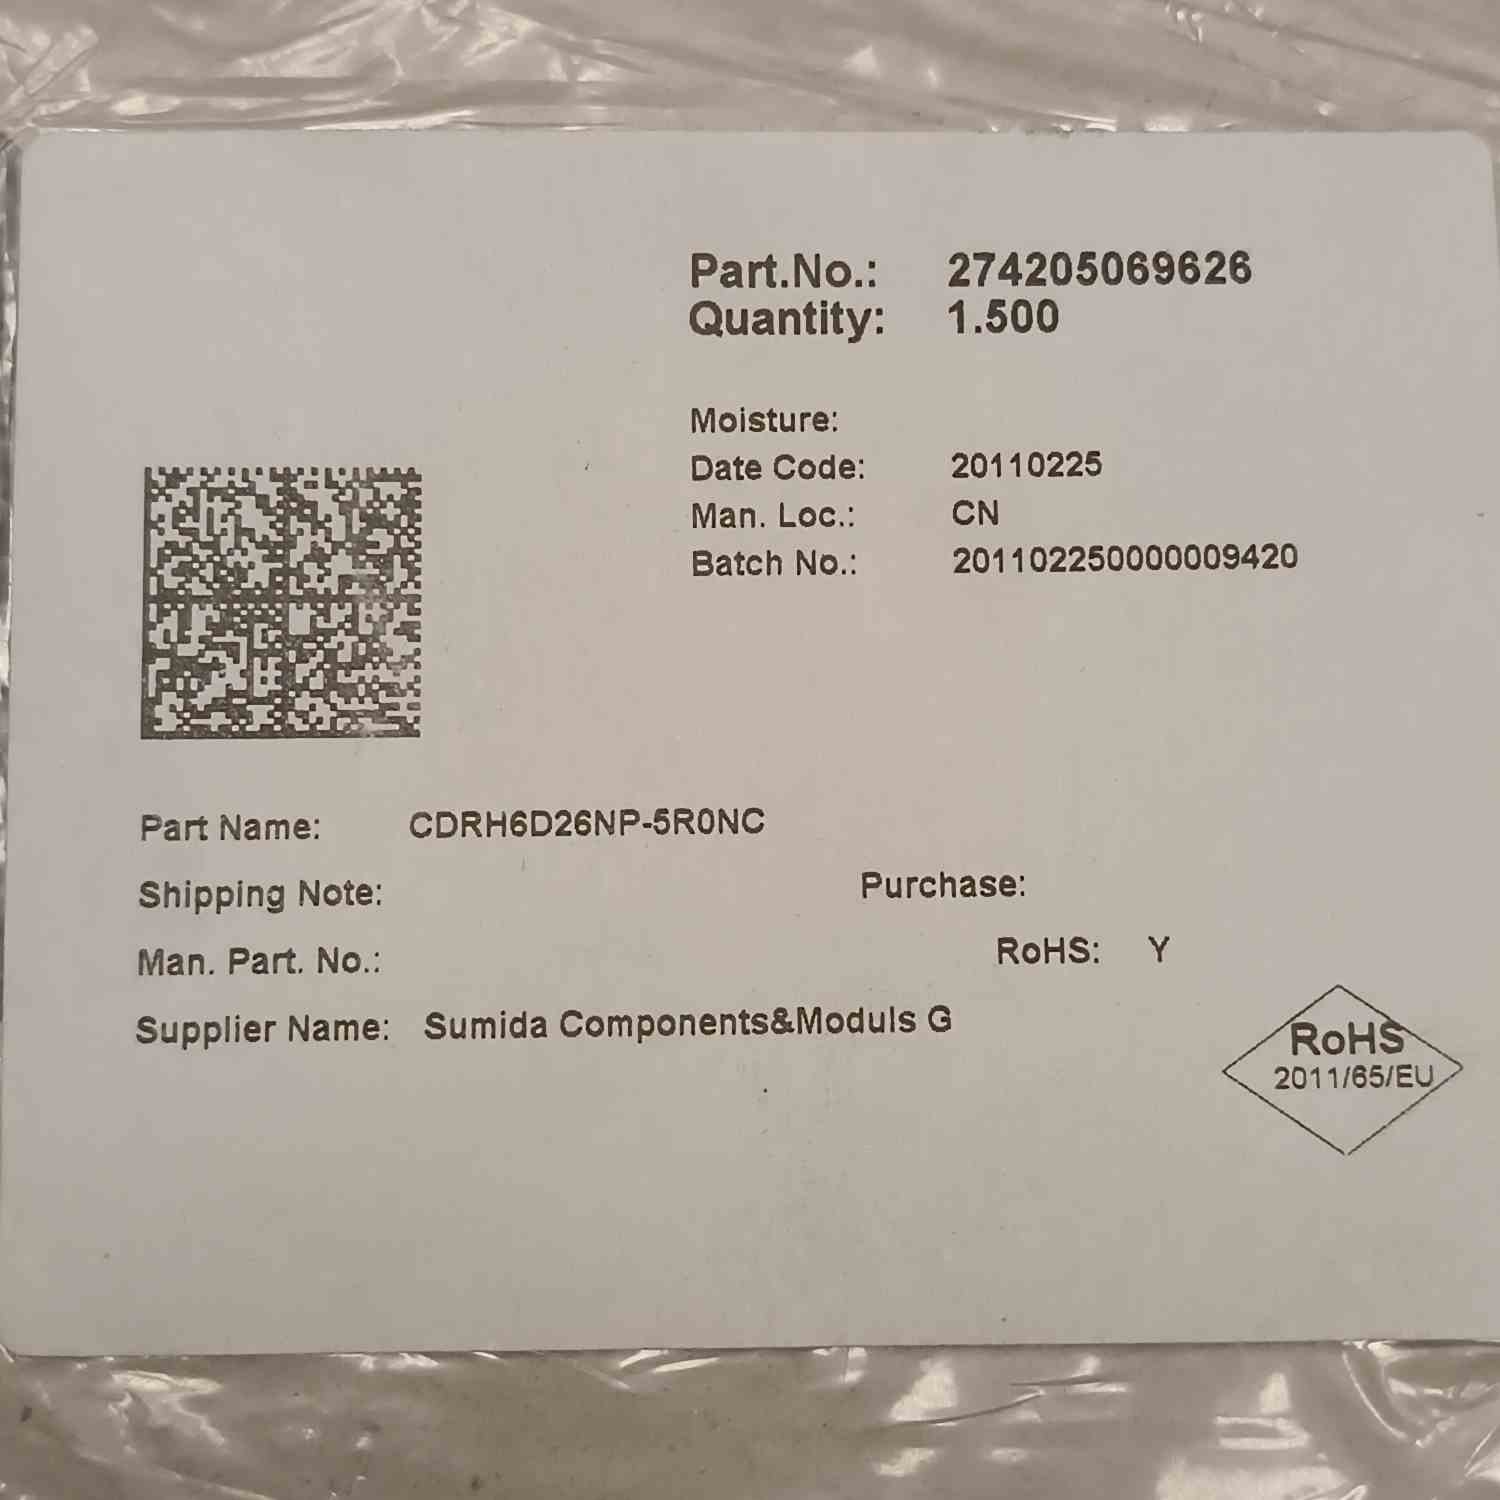 Part.No.: 274205069626
Quantity: 1.500
Moisture:
Date Code: 20110225
Man. Loc.: CN
Batch No.: 201102250000009420
Part Name: CDRH6D26NP-5R0NC
Shipping Note: Purchase:
Man. Part. No.: RoHS: Y
Supplier Name: Sumida Components&Moduls G
RoHS
2011/65/EU